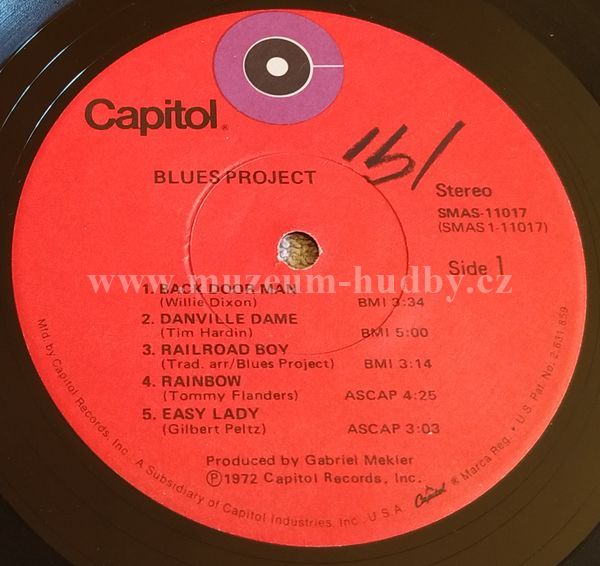 Capitol®
BLUES PROJECT
Stereo
SMAS-11017
(SMAS1-11017)
Side 1
www.muzeum-hudby.cz
1. BACK DOOR MAN
(Willie Dixon) BMI 3:34
2. DANVILLE DAME
(Tim Hardin) BMI 5:00
3. RAILROAD BOY
(Trad. arr/Blues Project) BMI 3:14
4. RAINBOW
(Tommy Flanders) ASCAP 4:25
5. EASY LADY
(Gilbert Peltz) ASCAP 3:03
Produced by Gabriel Mekler
Ⓟ 1972 Capitol Records, Inc.
Mfd. by Capitol Records, Inc. A Subsidiary of Capitol Industries, Inc., U.S.A. Capitol ® Marca Reg. • U.S. Pat. No. 2,631,859